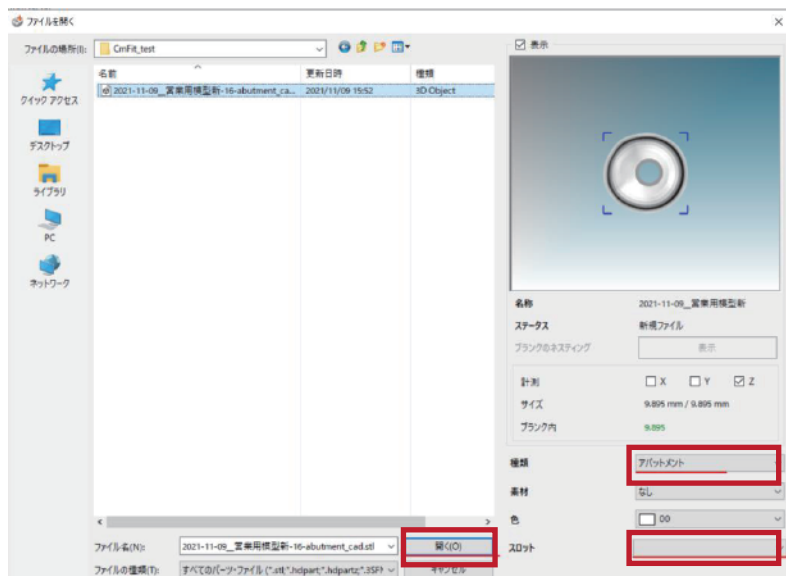 ファイルを開く
ファイルの場所(I): CmFit_test
表示
クイック アクセス
デスクトップ
ライブラリ
PC
ネットワーク
名前 更新日時 種類
2021-11-09__営業用模型新-16-abutment_ca... 2021/11/09 15:52 3D Object
名称 2021-11-09__営業用模型新
ステータス 新規ファイル
ブランクのネスティング 表示
計測 X Y Z
サイズ 9.895 mm / 9.895 mm
ブランク内 9.895
種類 アバットメント
素材 なし
色 00
スロット
ファイル名(N): 2021-11-09__営業用模型新-16-abutment_cad.stl 開く(O)
ファイルの種類(T): すべてのパーツ・ファイル (*.stl;*.hdpart;*.hdpartz;*.3SFF キャンセル